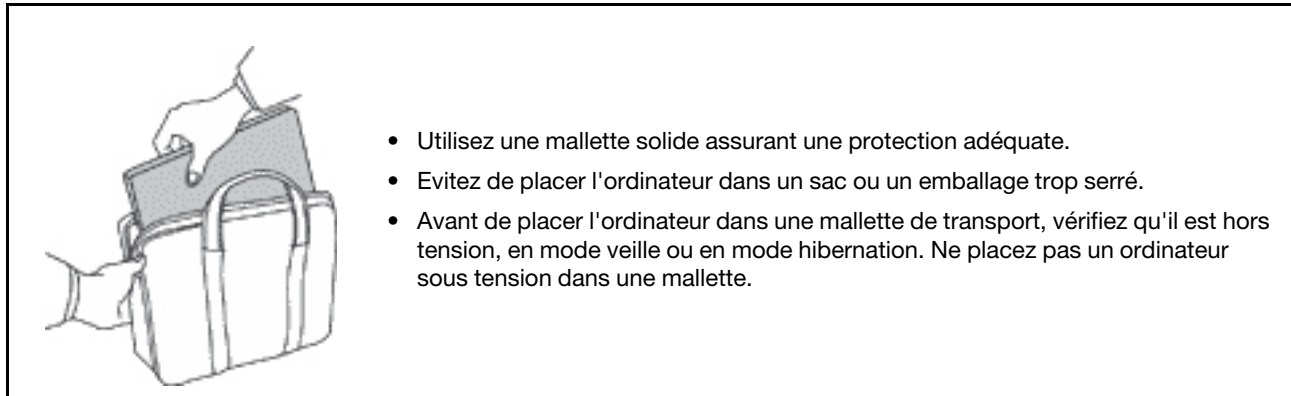 • Utilisez une mallette solide assurant une protection adéquate.
• Evitez de placer l'ordinateur dans un sac ou un emballage trop serré.
• Avant de placer l'ordinateur dans une mallette de transport, vérifiez qu'il est hors
tension, en mode veille ou en mode hibernation. Ne placez pas un ordinateur
sous tension dans une mallette.